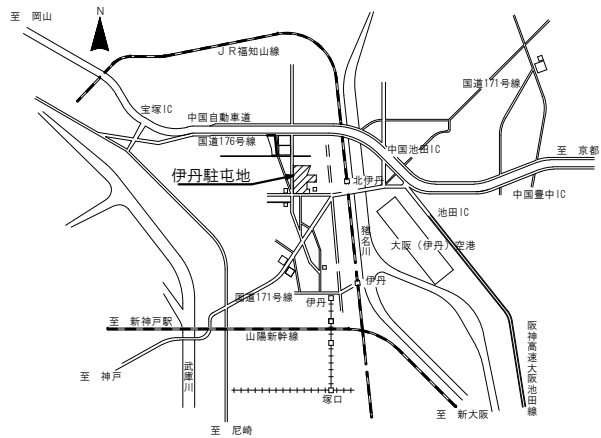 至 岡山
N
JR福知山線
国道171号線
宝塚IC
中国自動車道
国道176号線
中国池田IC
至 京都
伊丹駐屯地
北伊丹
中国豊中IC
池田IC
猪名川
大阪（伊丹）空港
伊丹
国道171号線
伊丹
至 新神戸駅
山陽新幹線
阪神高速大阪池田線
武庫川
至 神戸
塚口
至 新大阪
至 尼崎